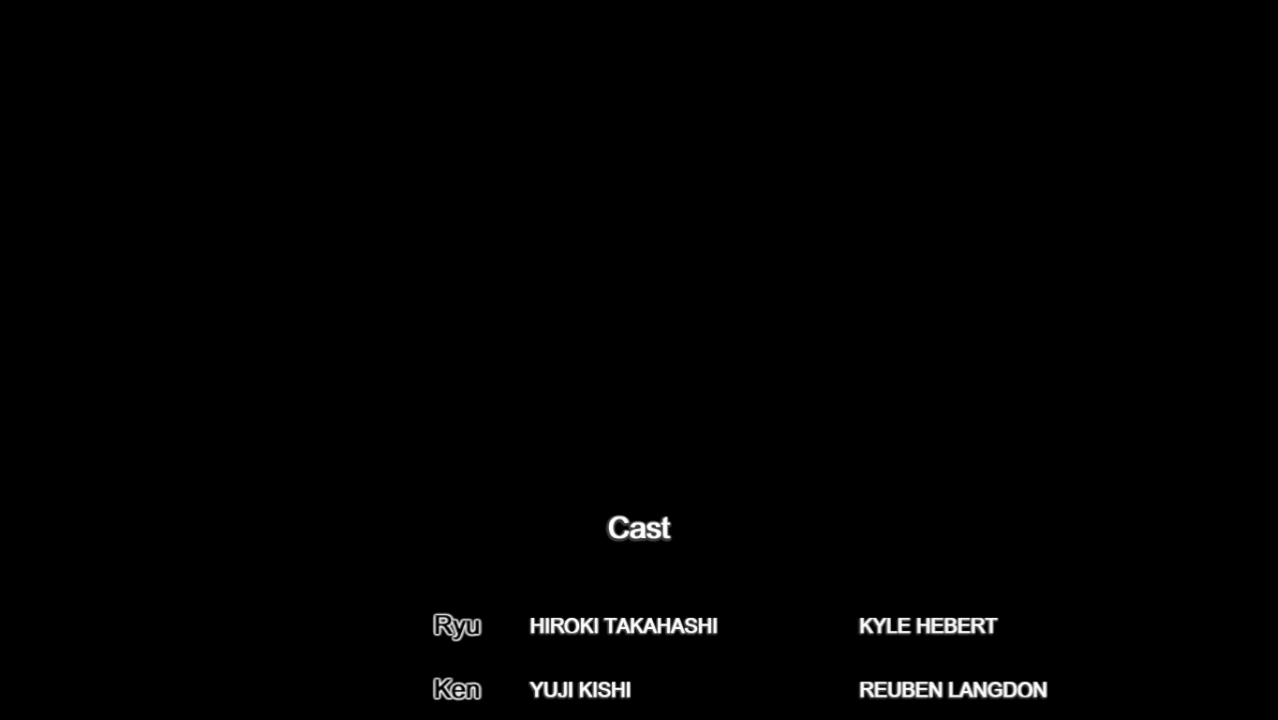 Cast
Ryu HIROKI TAKAHASHI KYLE HEBERT
Ken YUJI KISHI REUBEN LANGDON